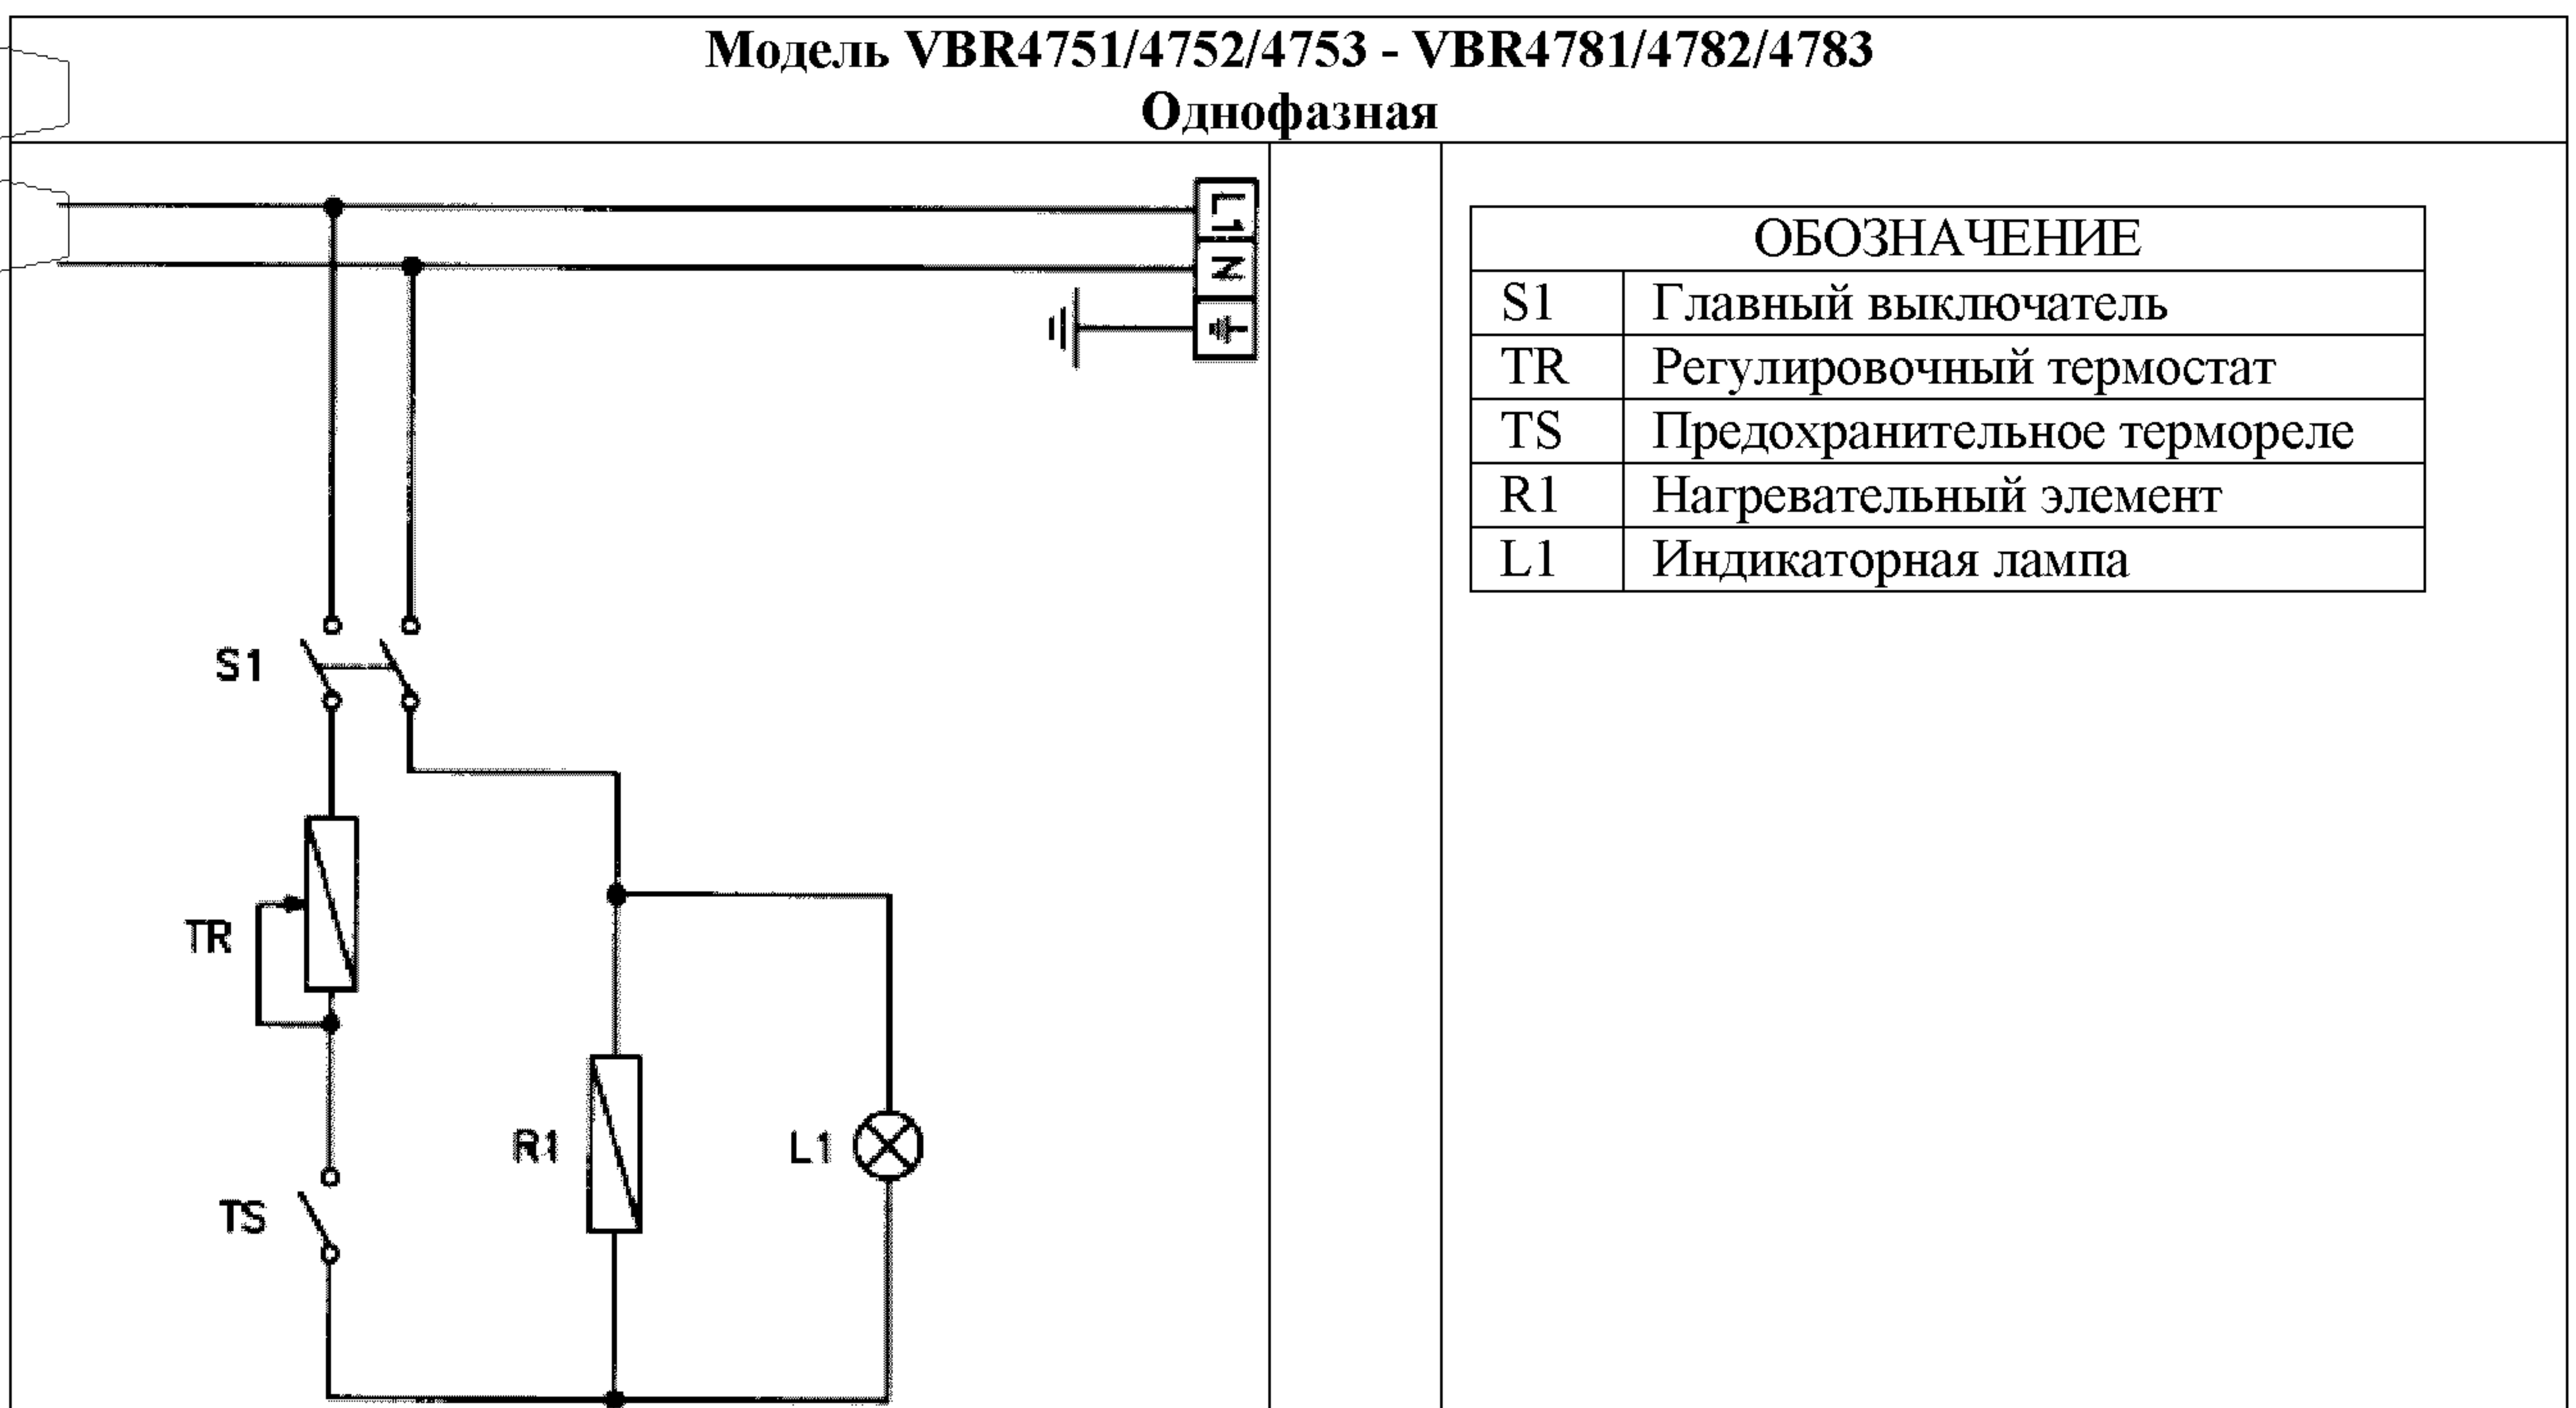 Модель VBR4751/4752/4753 - VBR4781/4782/4783
Однофазная
L1
N
S1
TR
TS
R1
L1
ОБОЗНАЧЕНИЕ
S1 Главный выключатель
TR Регулировочный термостат
TS Предохранительное термореле
R1 Нагревательный элемент
L1 Индикаторная лампа